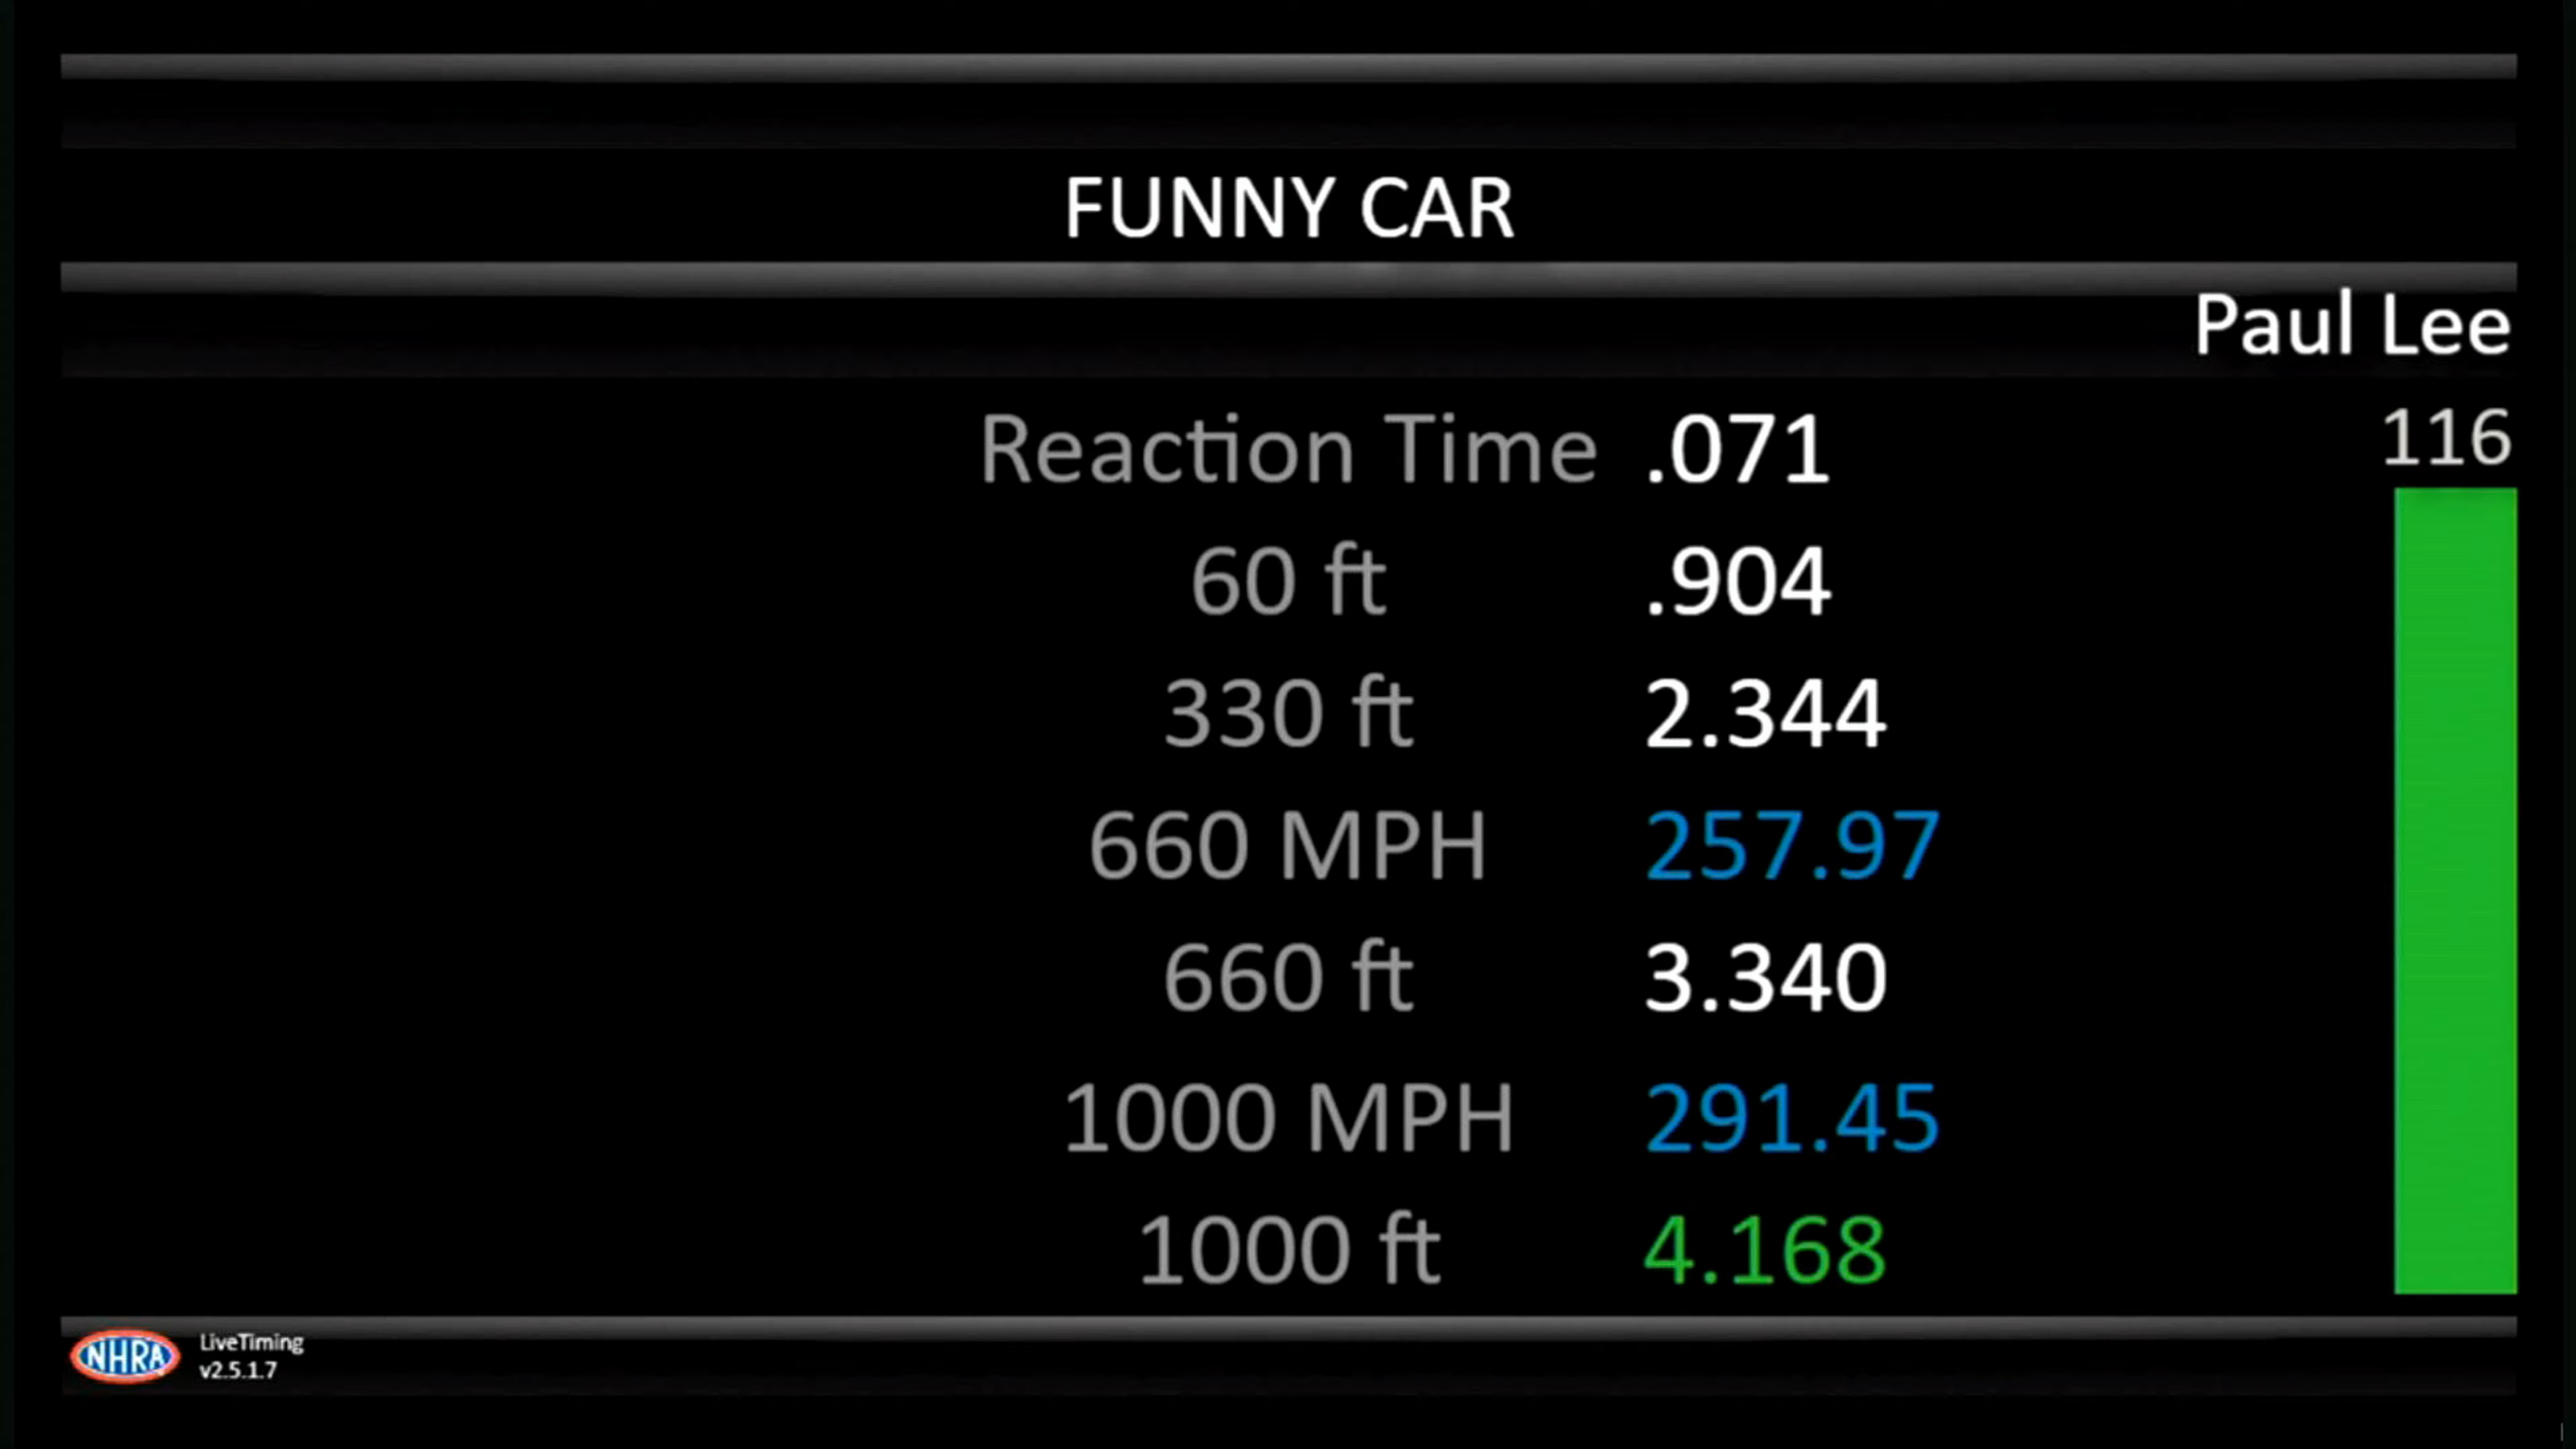 FUNNY CAR
Paul Lee
Reaction Time .071 116
60 ft .904
330 ft 2.344
660 MPH 257.97
660 ft 3.340
1000 MPH 291.45
1000 ft 4.168
NHRA LiveTiming
v2.5.1.7